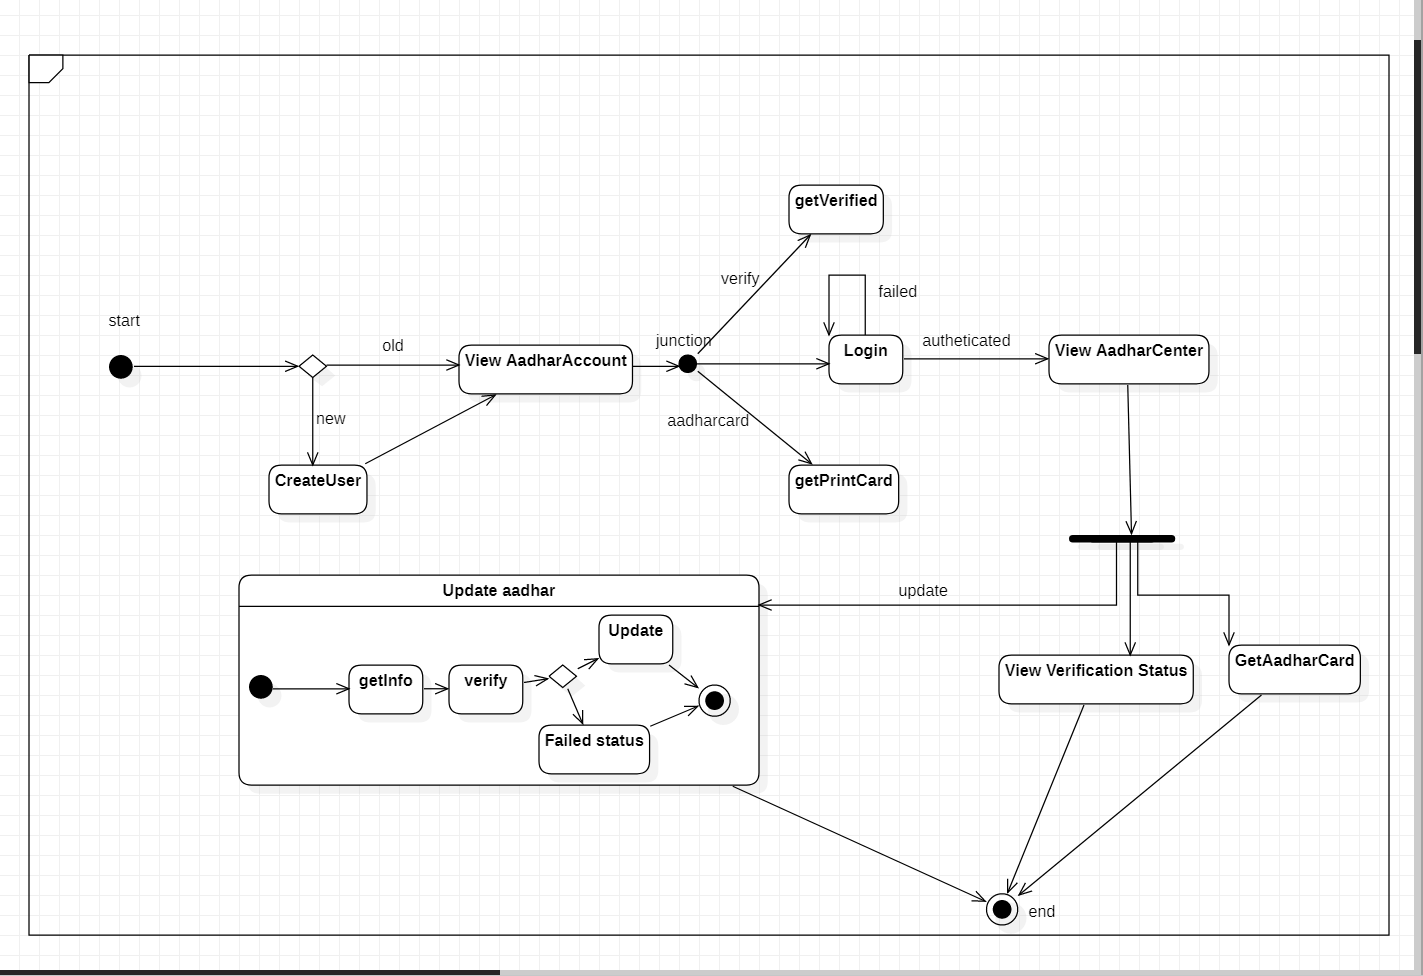 start
old
new
View AadharAccount
CreateUser
junction
verify
getVerified
failed
Login
autheticated
View AadharCenter
aadharcard
getPrintCard
update
Update aadhar
getInfo
verify
Update
Failed status
View Verification Status
GetAadharCard
end